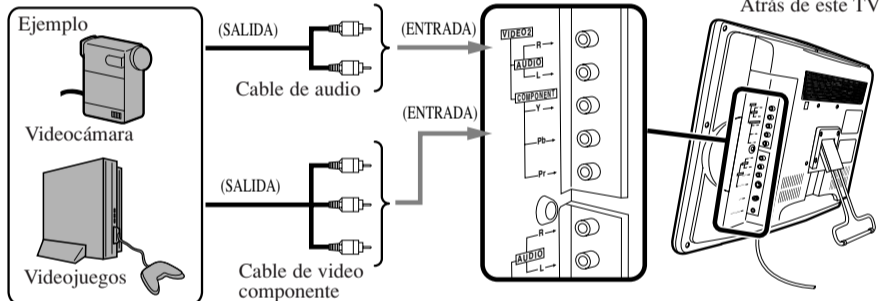 Ejemplo
Videocámara
Videojuegos
(SALIDA)
Cable de audio
(ENTRADA)
(SALIDA)
Cable de video
componente
(ENTRADA)
VIDEO2
R
AUDIO
L
COMPONENT
Y
Pb
Pr
R
AUDIO
L
Atrás de este TV